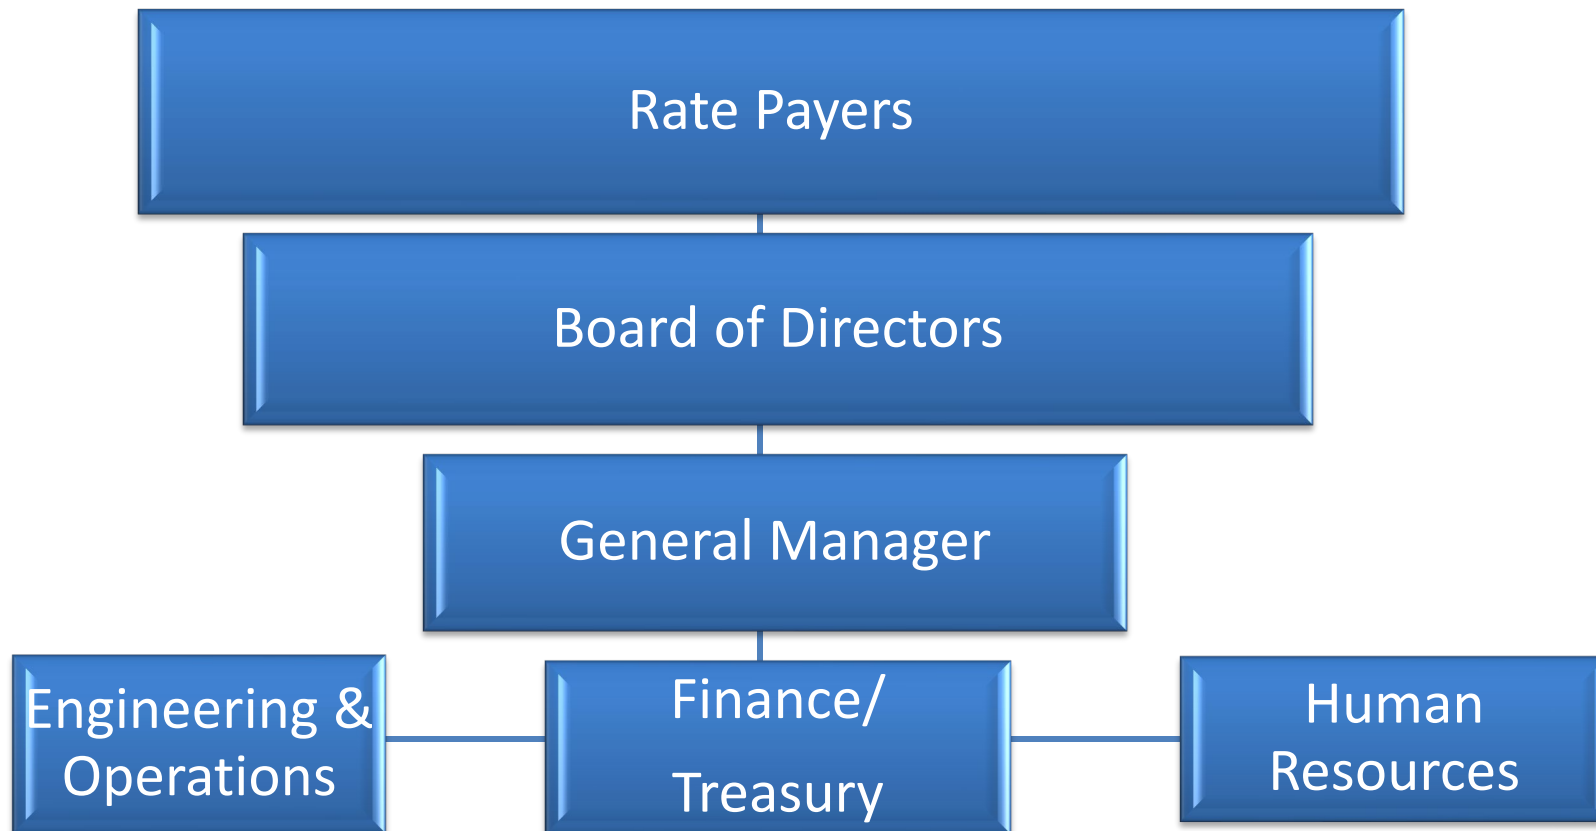 Rate Payers
Board of Directors
General Manager
Engineering &
Operations
Finance/
Treasury
Human
Resources